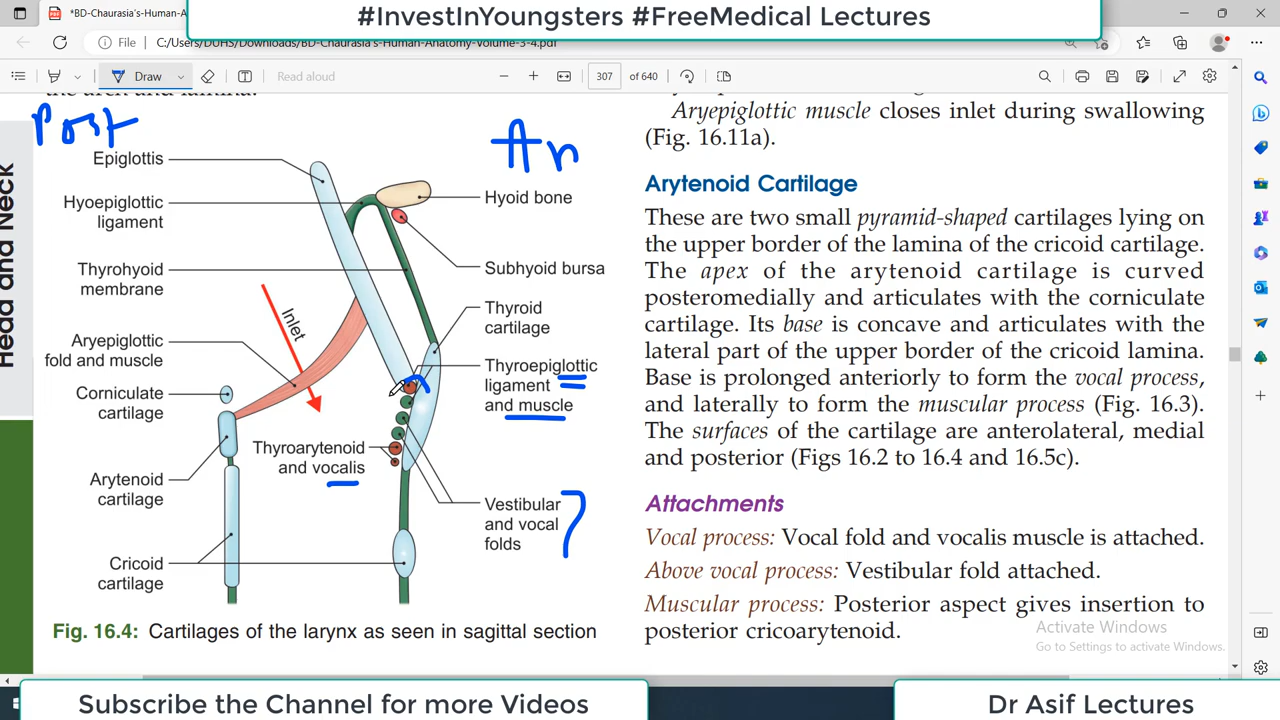 #InvestInYoungsters #FreeMedical Lectures
*BD-Chaurasia's-Human-A
File
C:/Users/DUHS/Downloads/BD-Chaurasia's-Human-Anatomy-Volume-3-4.pdf
Draw
Read aloud
307
of 640
the arch and lamina.
Post
An
Head and Neck
Epiglottis
Hyoepiglottic
ligament
Thyrohyoid
membrane
Aryepiglottic
fold and muscle
Corniculate
cartilage
Arytenoid
cartilage
Cricoid
cartilage
Inlet
Thyroarytenoid
and vocalis
Hyoid bone
Subhyoid bursa
Thyroid
cartilage
Thyroepiglottic
ligament
and muscle
Vestibular
and vocal
folds
Fig. 16.4: Cartilages of the larynx as seen in sagittal section
Aryepiglottic muscle closes inlet during swallowing
(Fig. 16.11a).
Arytenoid Cartilage
These are two small pyramid-shaped cartilages lying on
the upper border of the lamina of the cricoid cartilage.
The apex of the arytenoid cartilage is curved
posteromedially and articulates with the corniculate
cartilage. Its base is concave and articulates with the
lateral part of the upper border of the cricoid lamina.
Base is prolonged anteriorly to form the vocal process,
and laterally to form the muscular process (Fig. 16.3).
The surfaces of the cartilage are anterolateral, medial
and posterior (Figs 16.2 to 16.4 and 16.5c).
Attachments
Vocal process: Vocal fold and vocalis muscle is attached.
Above vocal process: Vestibular fold attached.
Muscular process: Posterior aspect gives insertion to
posterior cricoarytenoid.
Activate Windows
Go to Settings to activate Windows.
Subscribe the Channel for more Videos
Dr Asif Lectures